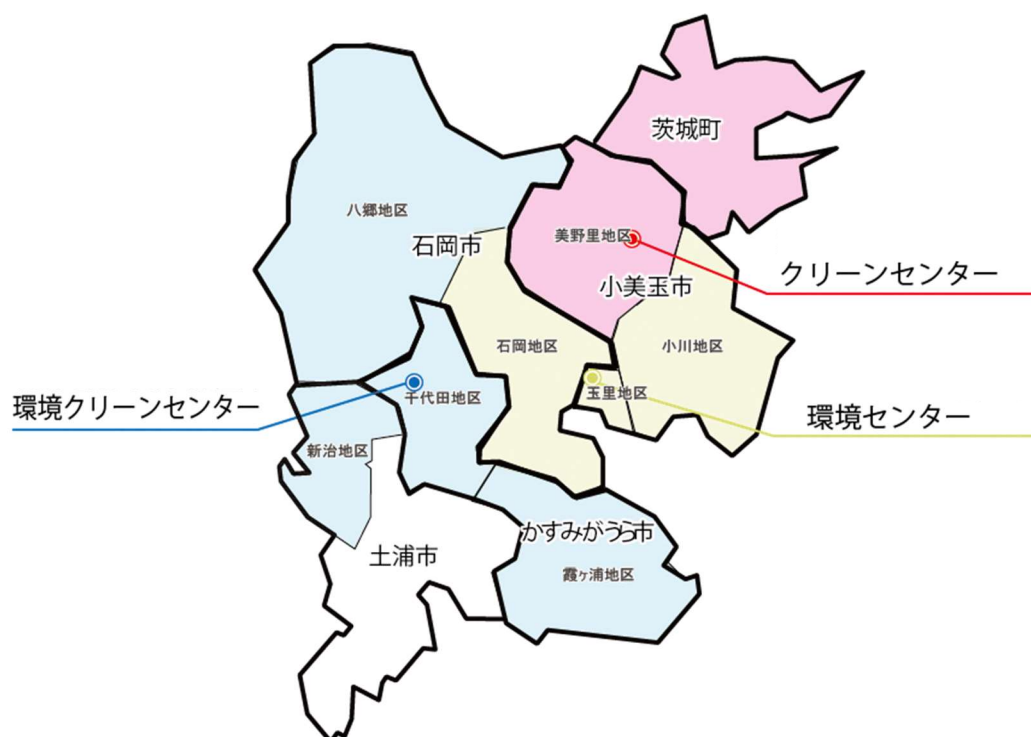 茨城町
八郷地区
美野里地区
石岡市
クリーンセンター
小美玉市
石岡地区
小川地区
千代田地区
玉里地区
環境クリーンセンター
環境センター
新治地区
かすみがうら市
土浦市
霞ヶ浦地区